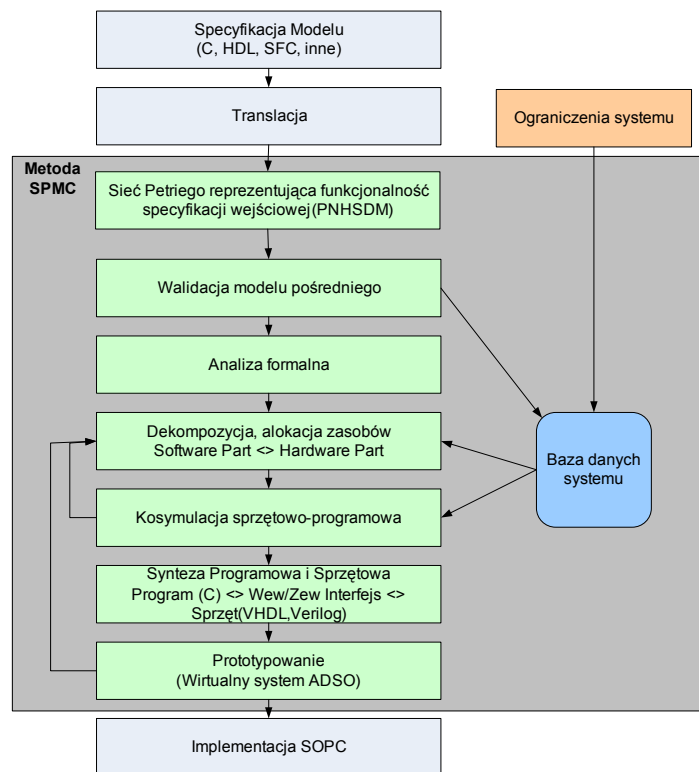 Specyfikacja Modelu
(C, HDL, SFC, inne)
Translacja
Ograniczenia systemu
Metoda
SPMC
Sieć Petriego reprezentująca funkcjonalność
specyfikacji wejściowej(PNHSDM)
Walidacja modelu pośredniego
Analiza formalna
Dekompozycja, alokacja zasobów
Software Part <> Hardware Part
Baza danych
systemu
Kosymulacja sprzętowo-programowa
Synteza Programowa i Sprzętowa
Program (C) <> Wew/Zew Interfejs <>
Sprzęt(VHDL,Verilog)
Prototypowanie
(Wirtualny system ADSO)
Implementacja SOPC